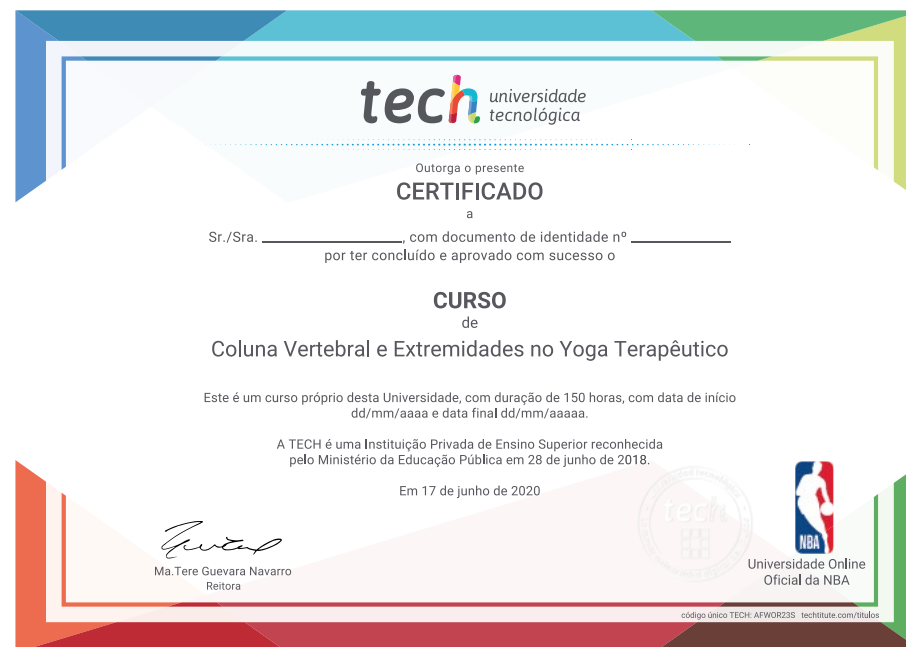 tech universidade
tecnológica
Outorga o presente
CERTIFICADO
a
Sr./Sra. ____________, com documento de identidade nº ____________
por ter concluído e aprovado com sucesso o
CURSO
de
Coluna Vertebral e Extremidades no Yoga Terapêutico
Este é um curso próprio desta Universidade, com duração de 150 horas, com data de início
dd/mm/aaaa e data final dd/mm/aaaaa.
A TECH é uma Instituição Privada de Ensino Superior reconhecida
pelo Ministério da Educação Pública em 28 de junho de 2018.
Em 17 de junho de 2020
tech
NBA
Ma.Tere Guevara Navarro
Reitora
Universidade Online
Oficial da NBA
código único TECH: AFWOR23S techtitute.com/títulos